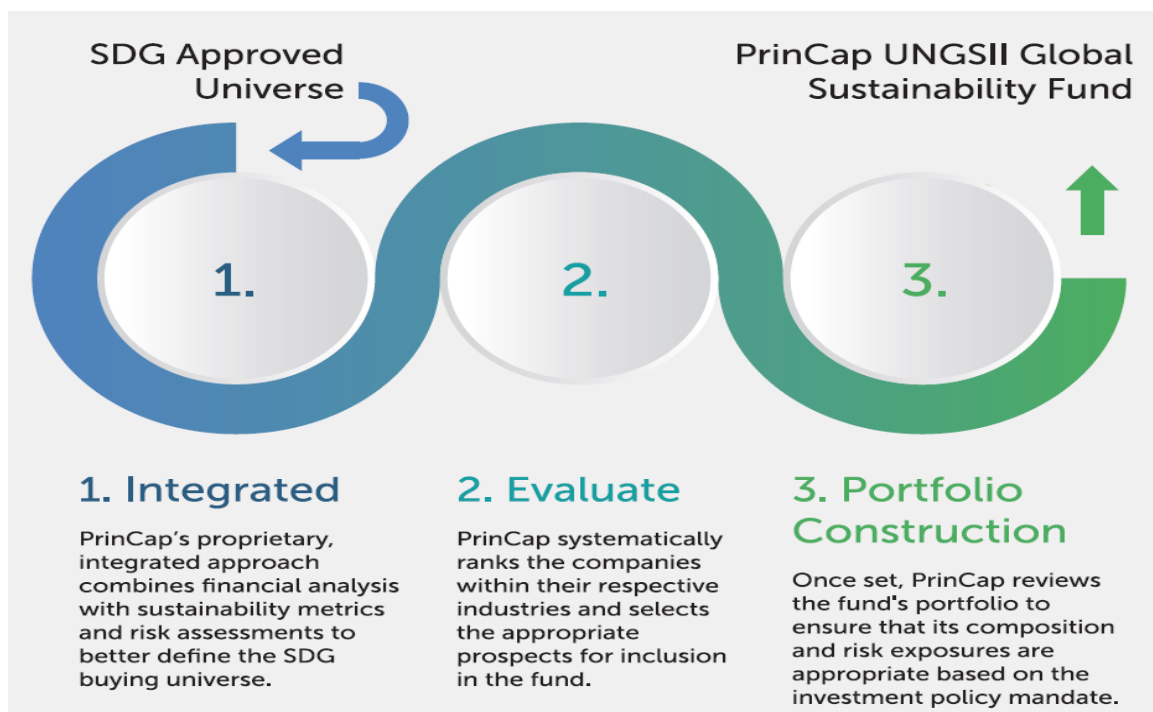 SDG Approved
Universe
PrinCap UNGSII Global
Sustainability Fund
1.
2.
3.
1. Integrated
PrinCap’s proprietary,
integrated approach
combines financial analysis
with sustainability metrics
and risk assessments to
better define the SDG
buying universe.
2. Evaluate
PrinCap systematically
ranks the companies
within their respective
industries and selects
the appropriate
prospects for inclusion
in the fund.
3. Portfolio
Construction
Once set, PrinCap reviews
the fund's portfolio to
ensure that its composition
and risk exposures are
appropriate based on the
investment policy mandate.